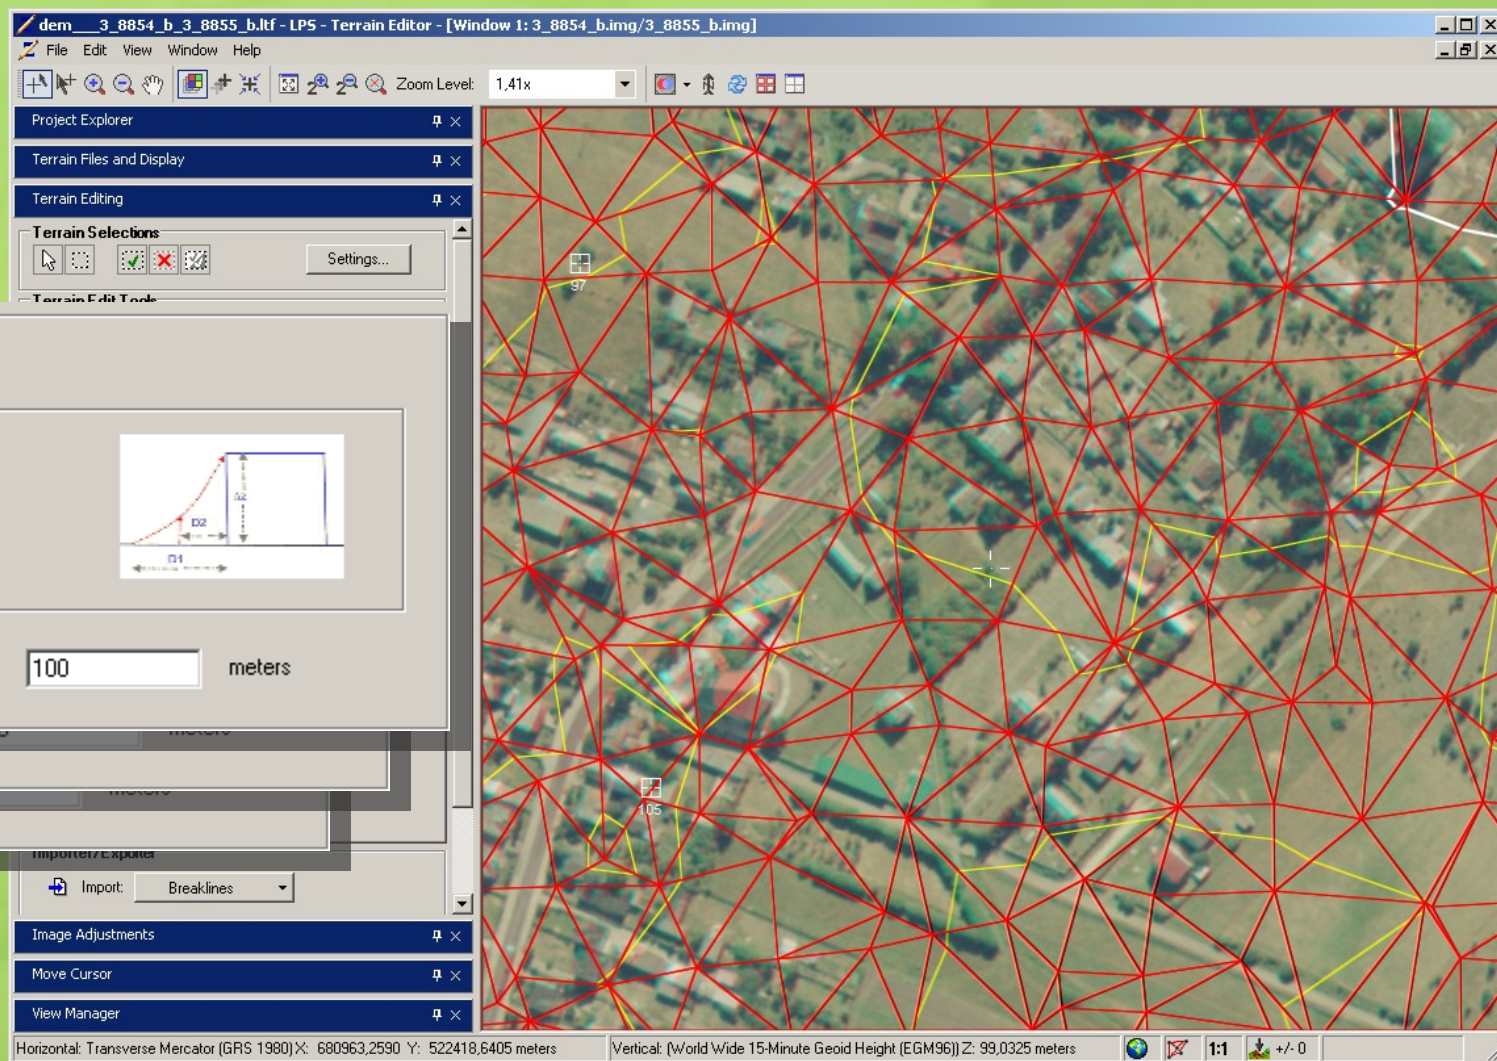 dem___3_8854_b_3_8855_b.ltf - LPS - Terrain Editor - [Window 1: 3_8854_b.img/3_8855_b.img]
File Edit View Window Help
Zoom Level: 1,41x
Project Explorer
Terrain Files and Display
Terrain Editing
Terrain Selections
Settings...
Terrain Edit Tools
97
A2
D2
D1
100 meters
meters
meters
105
Importer/Exporter
Import: Breaklines
Image Adjustments
Move Cursor
View Manager
Horizontal: Transverse Mercator (GRS 1980) X: 680963,2590 Y: 522418,6405 meters
Vertical: (World Wide 15-Minute Geoid Height (EGM96)) Z: 99,0325 meters
1:1
+/- 0